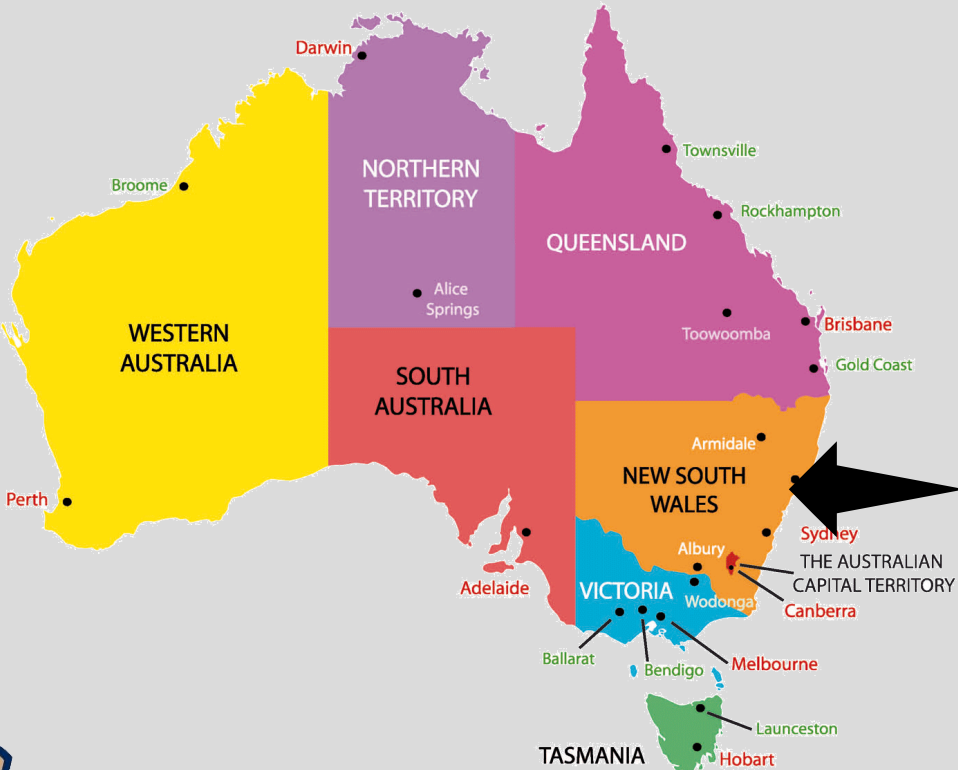 Darwin
NORTHERN
TERRITORY
Townsville
Broome
Rockhampton
QUEENSLAND
Alice
Springs
WESTERN
AUSTRALIA
Toowoomba
Brisbane
SOUTH
AUSTRALIA
Gold Coast
Armidale
NEW SOUTH
WALES
Perth
Sydney
Albury
THE AUSTRALIAN
CAPITAL TERRITORY
Adelaide
VICTORIA
Wodonga
Canberra
Ballarat
Bendigo
Melbourne
Launceston
TASMANIA
Hobart